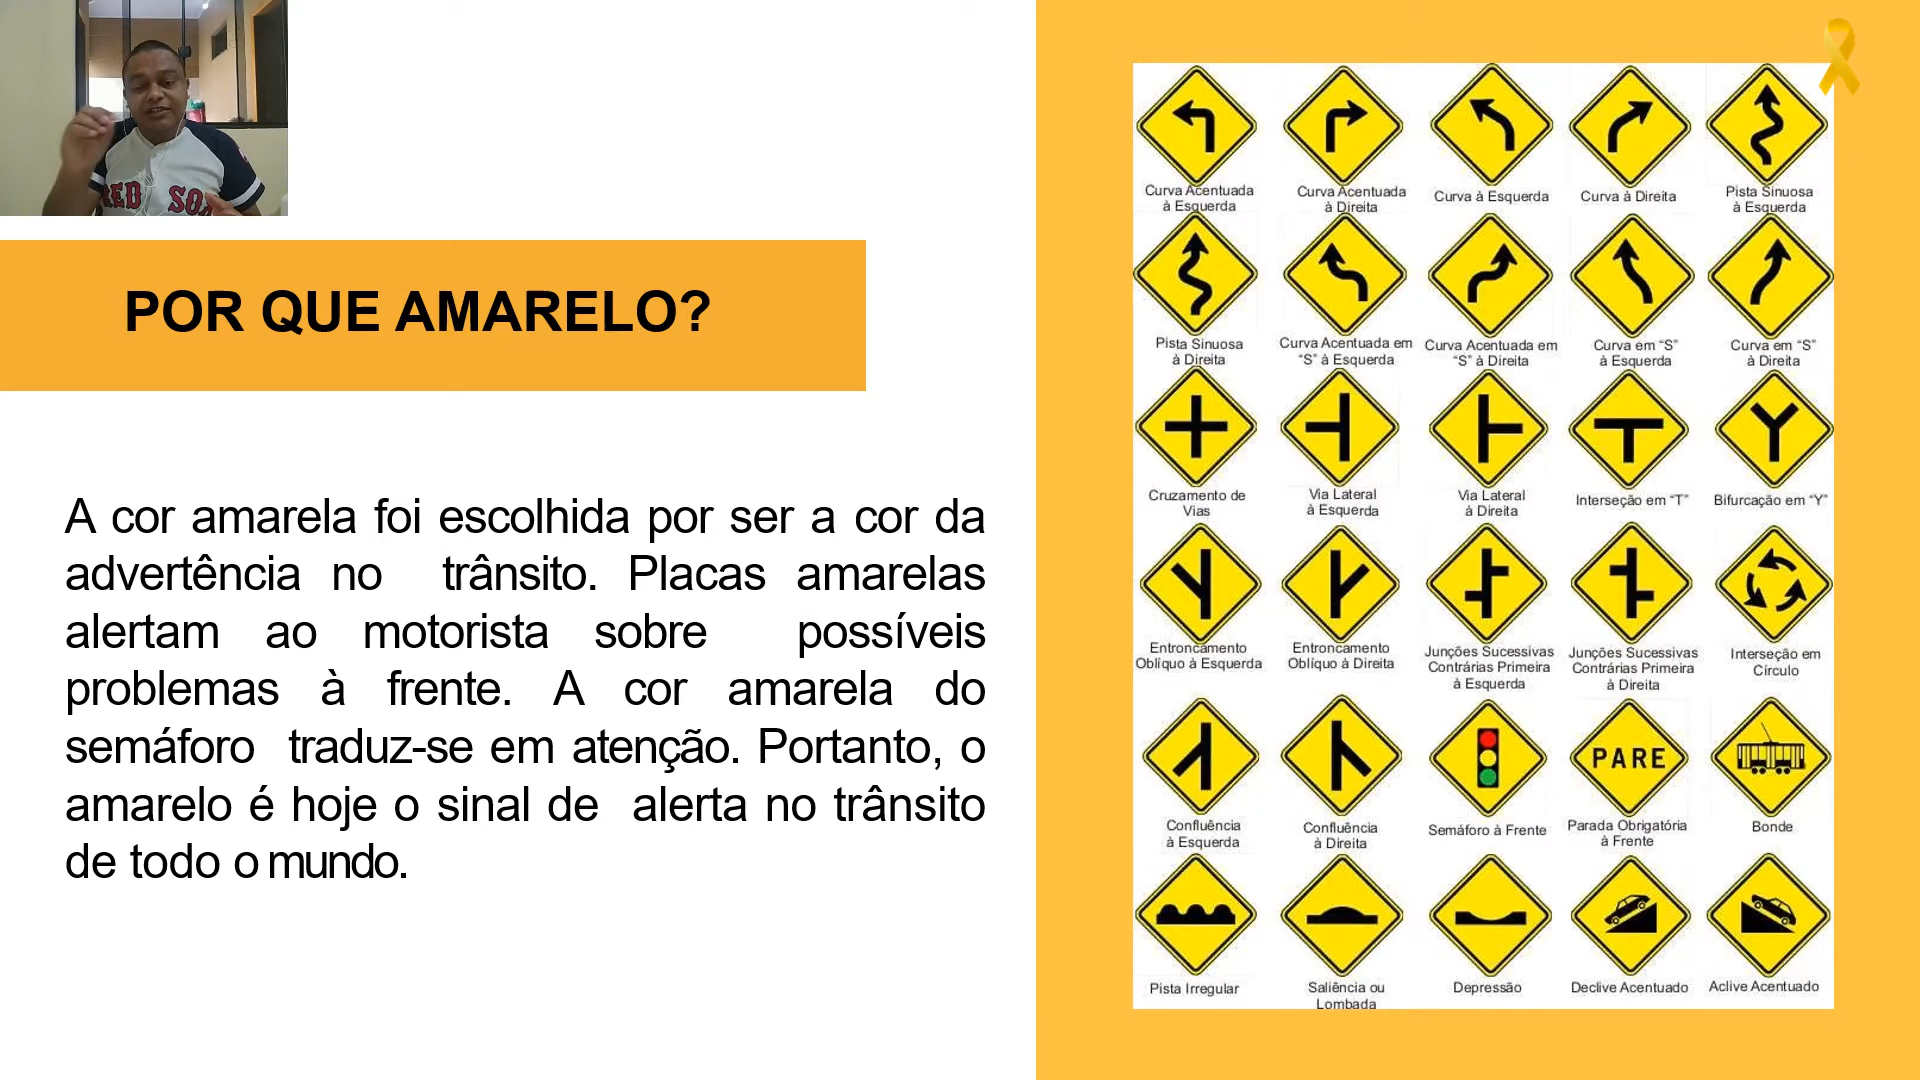 RED SOX
POR QUE AMARELO?
A cor amarela foi escolhida por ser a cor da
advertência no trânsito. Placas amarelas
alertam ao motorista sobre possíveis
problemas à frente. A cor amarela do
semáforo traduz-se em atenção. Portanto, o
amarelo é hoje o sinal de alerta no trânsito
de todo o mundo.
Curva Acentuada
à Esquerda
Curva Acentuada
à Direita
Curva à Esquerda
Curva à Direita
Pista Sinuosa
à Esquerda
Pista Sinuosa
à Direita
Curva Acentuada em
“S” à Esquerda
Curva Acentuada em
“S” à Direita
Curva em “S”
à Esquerda
Curva em “S”
à Direita
Cruzamento de
Vias
Via Lateral
à Esquerda
Via Lateral
à Direita
Interseção em “T”
Bifurcação em “Y”
Entroncamento
Oblíquo à Esquerda
Entroncamento
Oblíquo à Direita
Junções Sucessivas
Contrárias Primeira
à Esquerda
Junções Sucessivas
Contrárias Primeira
à Direita
Interseção em
Círculo
Confluência
à Esquerda
Confluência
à Direita
Semáforo à Frente
PARE
Parada Obrigatória
à Frente
Bonde
Pista Irregular
Saliência ou
Lombada
Depressão
Declive Acentuado
Aclive Acentuado